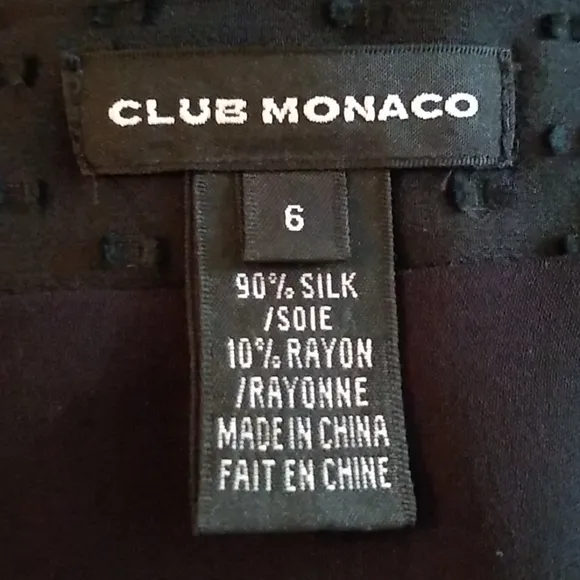 CLUB MONACO
6
90% SILK
/SOIE
10% RAYON
/RAYONNE
MADE IN CHINA
FAIT EN CHINE